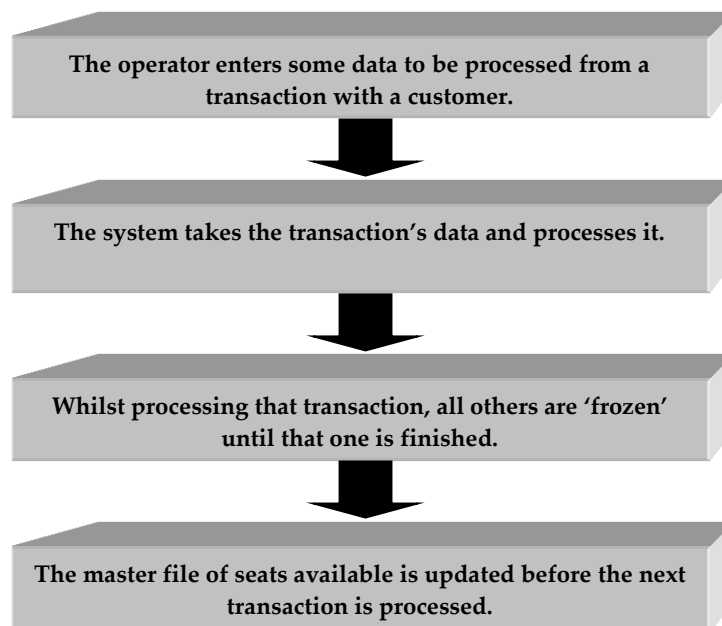 The operator enters some data to be processed from a
transaction with a customer.
The system takes the transaction’s data and processes it.
Whilst processing that transaction, all others are ‘frozen’
until that one is finished.
The master file of seats available is updated before the next
transaction is processed.